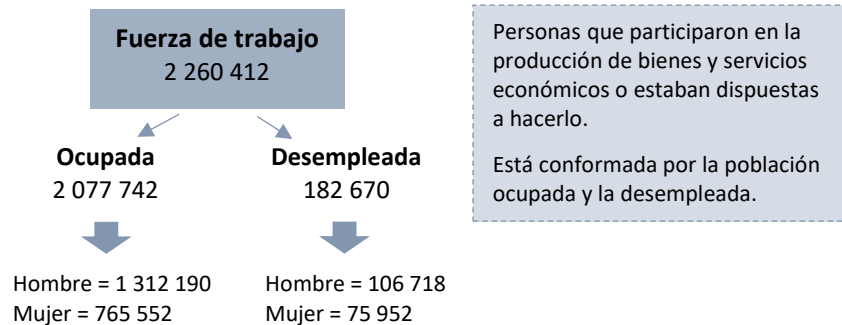 Fuerza de trabajo
2 260 412
Personas que participaron en la
producción de bienes y servicios
económicos o estaban dispuestas
a hacerlo.
Está conformada por la población
ocupada y la desempleada.
Ocupada
2 077 742
Desempleada
182 670
Hombre = 1 312 190
Mujer = 765 552
Hombre = 106 718
Mujer = 75 952